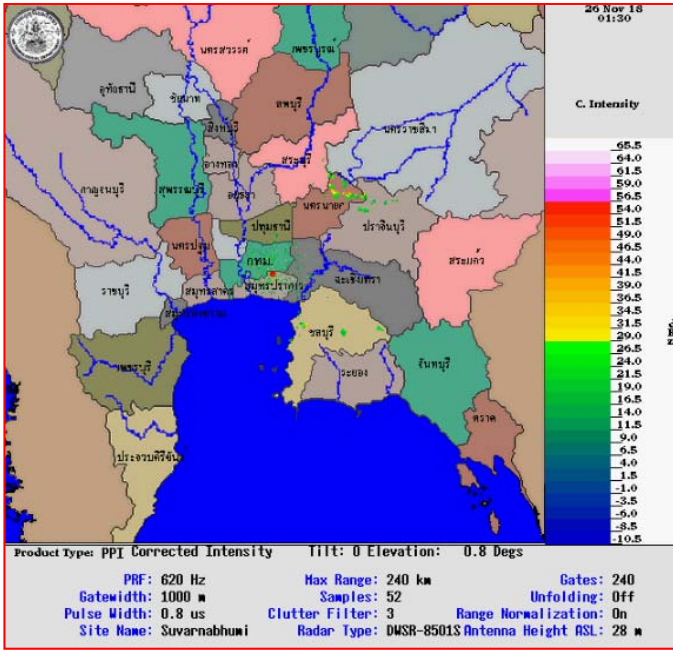 26 Nov 18
01:30
C. Intensity
65.5
64.0
61.5
59.0
56.5
54.0
51.5
49.0
46.5
44.0
41.5
39.0
36.5
34.0
31.5
29.0
26.5
24.0
21.5
19.0
16.5
14.0
11.5
9.0
6.5
4.0
1.5
-1.0
-3.5
-6.0
-8.5
-10.5
นครสวรรค์
เพชรบูรณ์
อุทัยธานี
ชัยนาท
ลพบุรี
สิงห์บุรี
นครราชสีมา
อ่างทอง
สระบุรี
กาญจนบุรี
สุพรรณบุรี
อยุธยา
นครนายก
ปราจีนบุรี
ปทุมธานี
นครปฐม
กทม.
สระแก้ว
ราชบุรี
สมุทรสาคร
สมุทรปราการ
ฉะเชิงเทรา
ชลบุรี
เพชรบุรี
ระยอง
จันทบุรี
ตราด
ประจวบคีรีขัน
Product Type: PPI Corrected Intensity Tilt: 0 Elevation: 0.8 Degs
PRF: 620 Hz Max Range: 240 km Gates: 240
Gatewidth: 1000 m Samples: 52 Unfolding: Off
Pulse Width: 0.8 us Clutter Filter: 3 Range Normalization: On
Site Name: Suvarnabhumi Radar Type: DWSR-8501S Antenna Height ASL: 28 m